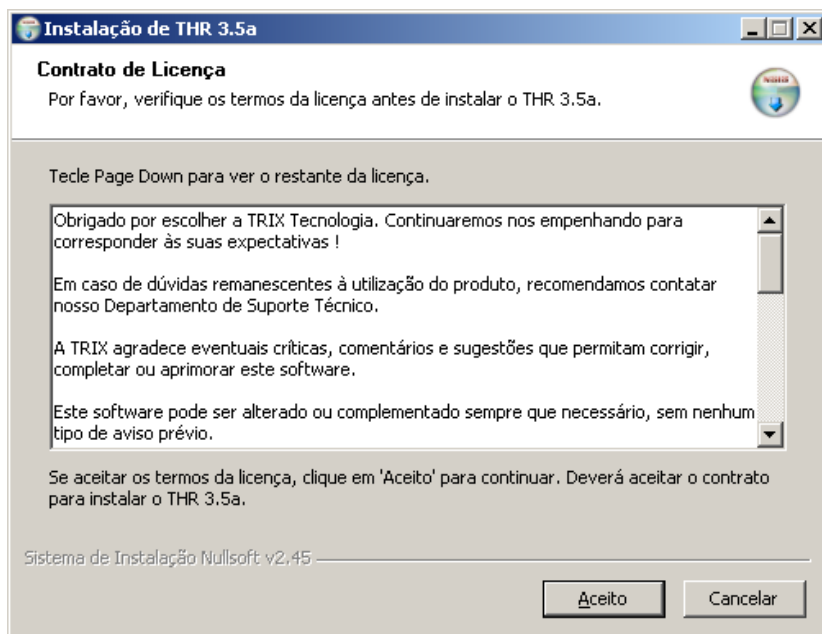 Instalação de THR 3.5a
Contrato de Licença
Por favor, verifique os termos da licença antes de instalar o THR 3.5a.
Tecle Page Down para ver o restante da licença.
Obrigado por escolher a TRIX Tecnologia. Continuaremos nos empenhando para
corresponder às suas expectativas !
Em caso de dúvidas remanescentes à utilização do produto, recomendamos contatar
nosso Departamento de Suporte Técnico.
A TRIX agradece eventuais críticas, comentários e sugestões que permitam corrigir,
completar ou aprimorar este software.
Este software pode ser alterado ou complementado sempre que necessário, sem nenhum
tipo de aviso prévio.
Se aceitar os termos da licença, clique em 'Aceito' para continuar. Deverá aceitar o contrato
para instalar o THR 3.5a.
Sistema de Instalação Nullsoft v2.45
Aceito
Cancelar